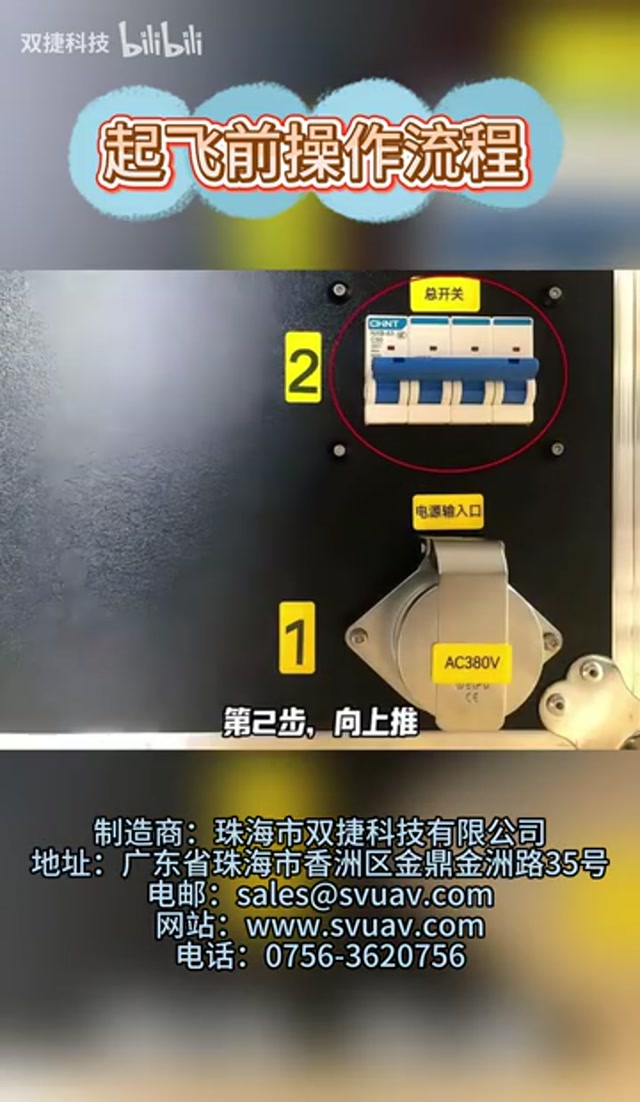 双捷科技 bilibili
起飞前操作流程
总开关
CHNT
2
电源输入口
1
AC380V
WEIPU
CE
第2步，向上推
制造商：珠海市双捷科技有限公司
地址：广东省珠海市香洲区金鼎金洲路35号
电邮：sales@svuav.com
网站：www.svuav.com
电话：0756-3620756